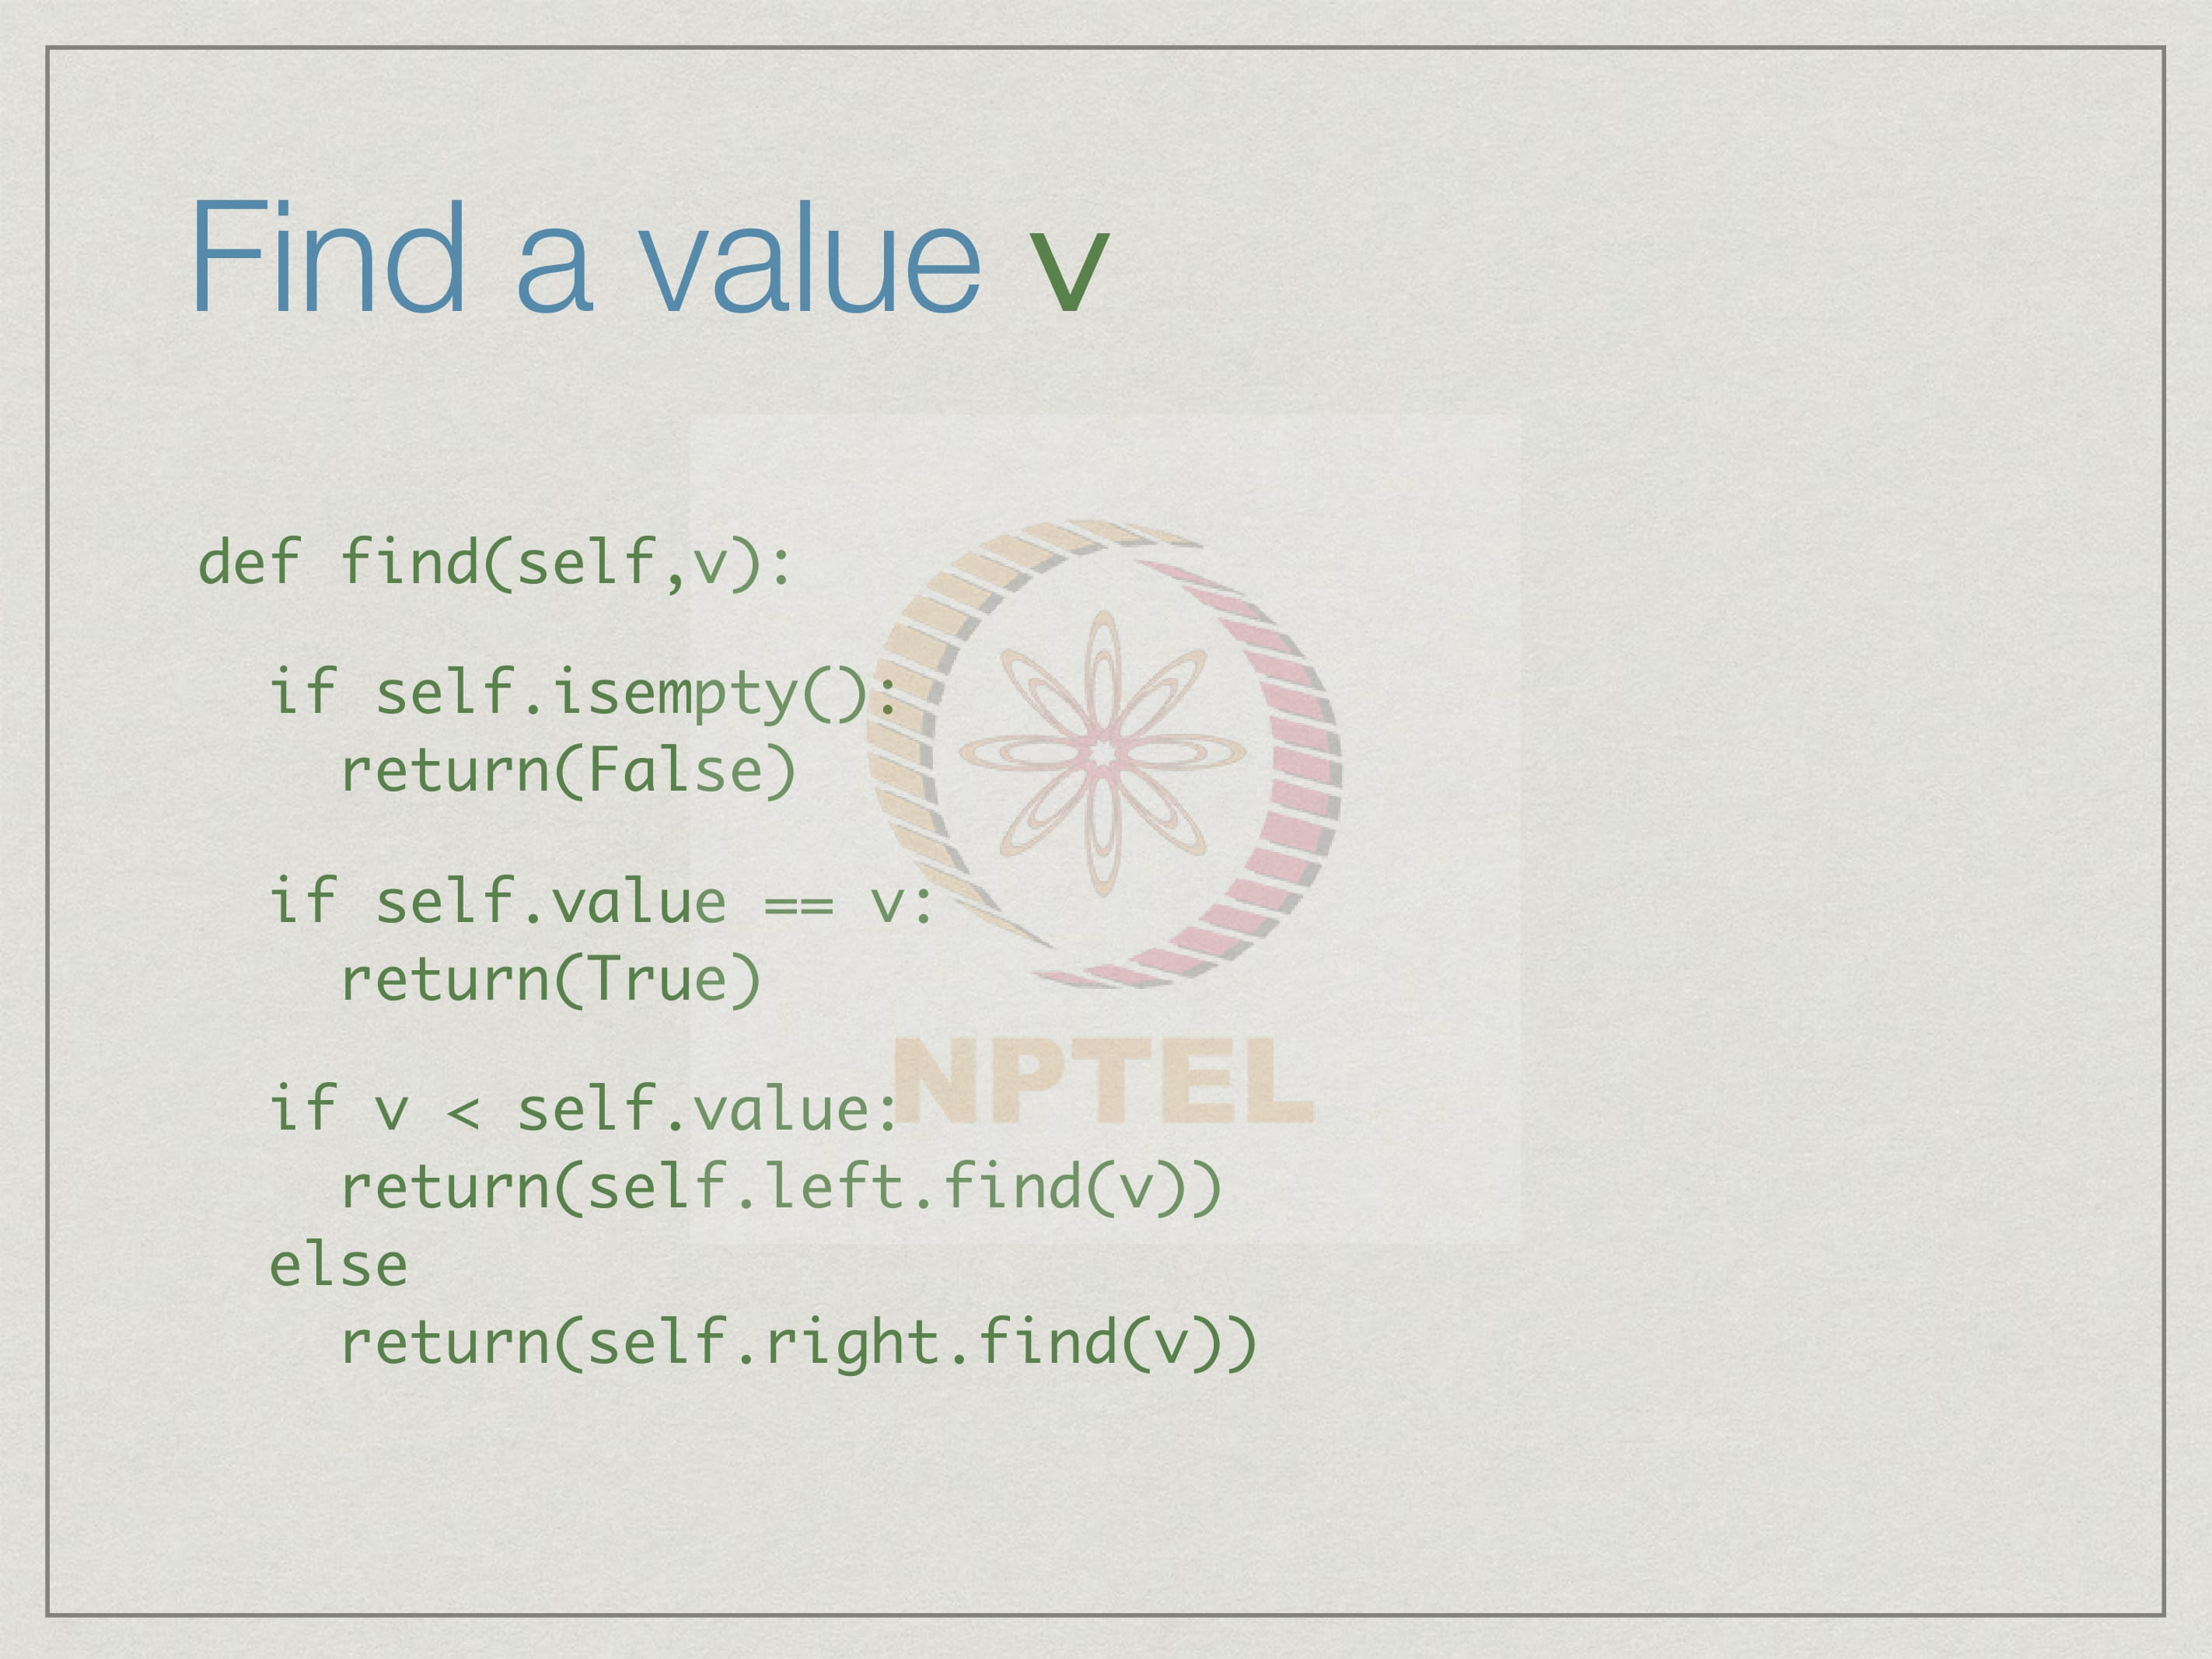 Find a value v
def find(self,v):
if self.isempty():
return(False)
if self.value == v:
return(True)
NPTEL
if v < self.value:
return(self.left.find(v))
else
return(self.right.find(v))